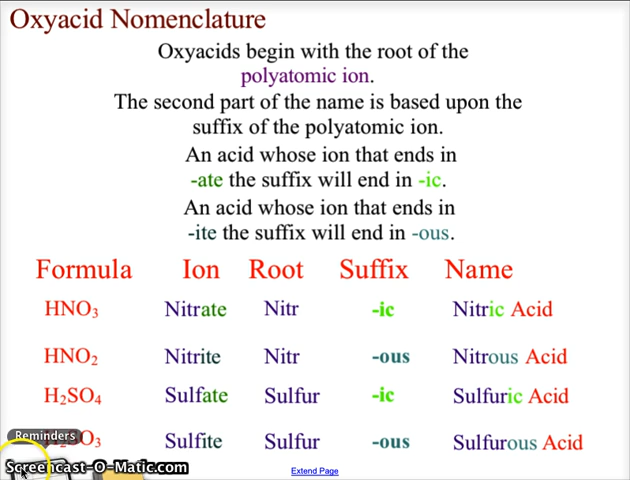 Oxyacid Nomenclature
Oxyacids begin with the root of the
polyatomic ion.
The second part of the name is based upon the
suffix of the polyatomic ion.
An acid whose ion that ends in
-ate the suffix will end in -ic.
An acid whose ion that ends in
-ite the suffix will end in -ous.
Formula Ion Root Suffix Name
HNO₃ Nitrate Nitr -ic Nitric Acid
HNO₂ Nitrite Nitr -ous Nitrous Acid
H₂SO₄ Sulfate Sulfur -ic Sulfuric Acid
Sulfite Sulfur -ous Sulfurous Acid
Reminders
Screencast-O-Matic.com
Extend Page